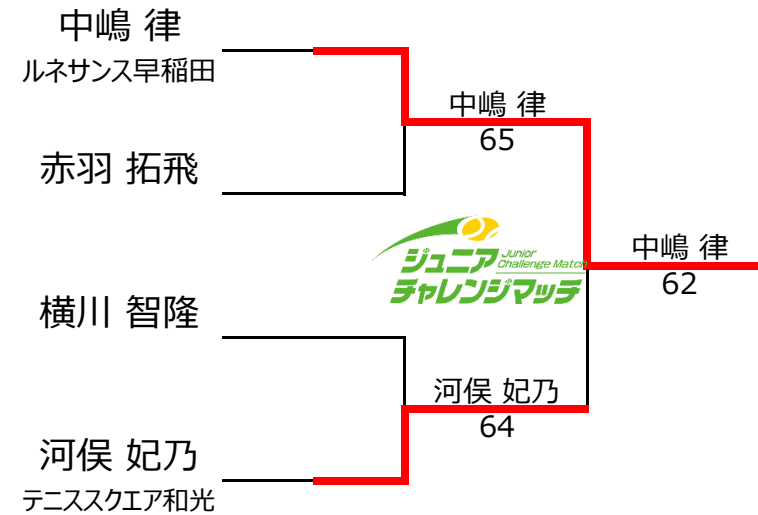 中嶋 律
ルネサンス早稲田
中嶋 律
65
赤羽 拓飛
ジュニア
Junior
Challenge Match
チャレンジマッチ
中嶋 律
62
横川 智隆
河俣 妃乃
64
河俣 妃乃
テニススクエア和光